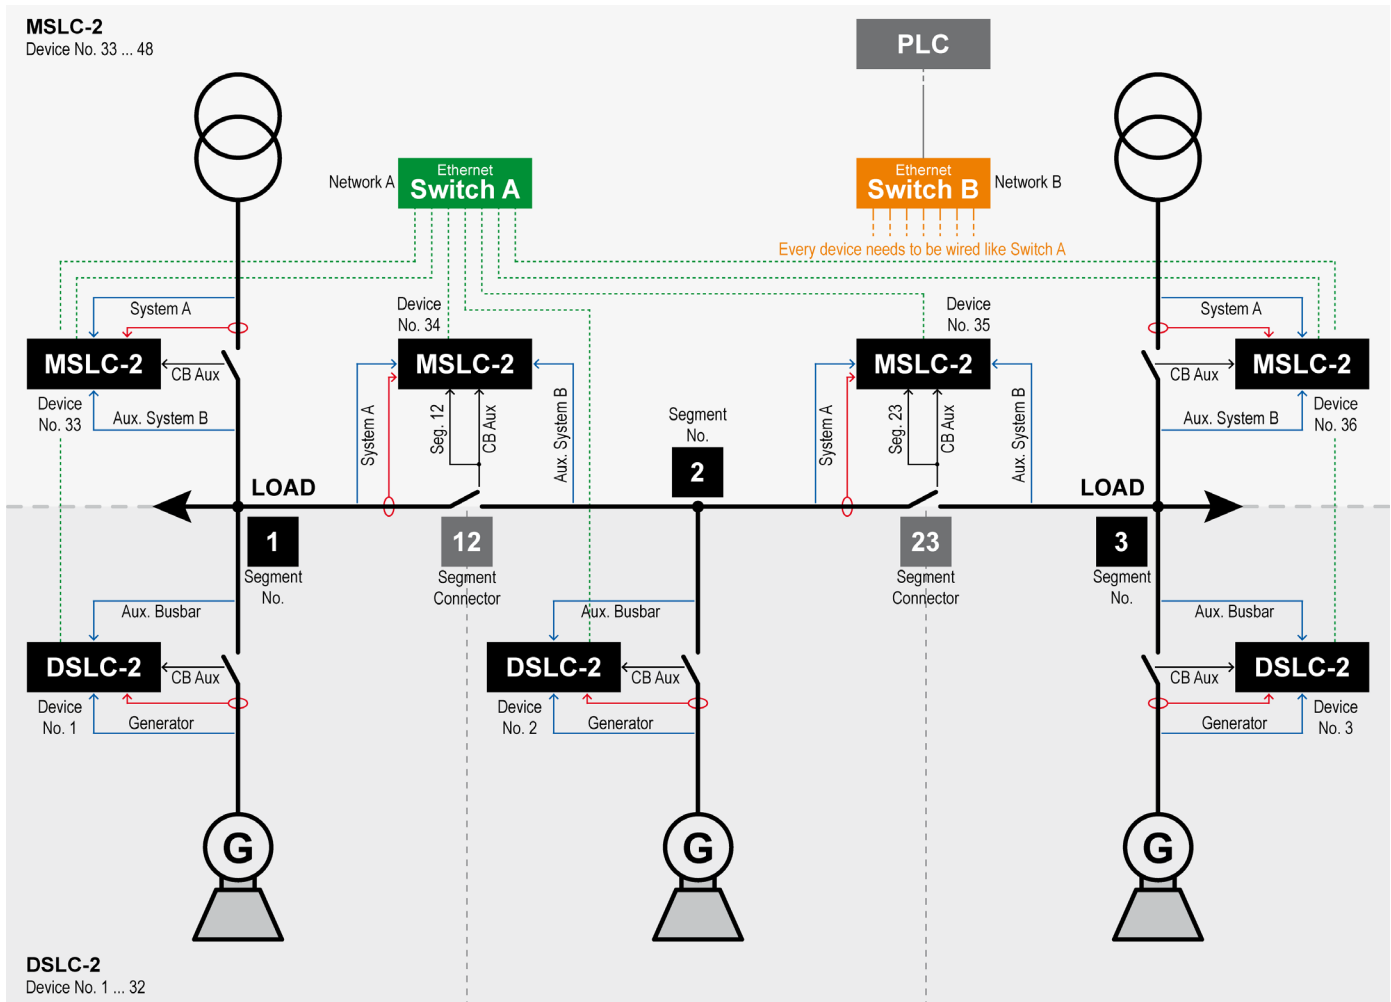 MSLC-2
Device No. 33 ... 48
PLC
Network A
Ethernet
Switch A
Ethernet
Switch B
Network B
Every device needs to be wired like Switch A
System A
MSLC-2
CB Aux
Device
No. 33
Aux. System B
Device
No. 34
MSLC-2
System A
Seg. 12
CB Aux
Aux. System B
Segment
No.
2
Device
No. 35
MSLC-2
System A
Seg. 23
CB Aux
Aux. System B
System A
MSLC-2
CB Aux
Device
No. 36
Aux. System B
LOAD
LOAD
1
Segment
No.
12
Segment
Connector
23
Segment
Connector
3
Segment
No.
Aux. Busbar
DSLC-2
CB Aux
Device
No. 1
Generator
G
Aux. Busbar
DSLC-2
CB Aux
Device
No. 2
Generator
G
Aux. Busbar
DSLC-2
CB Aux
Device
No. 3
Generator
G
DSLC-2
Device No. 1 ... 32